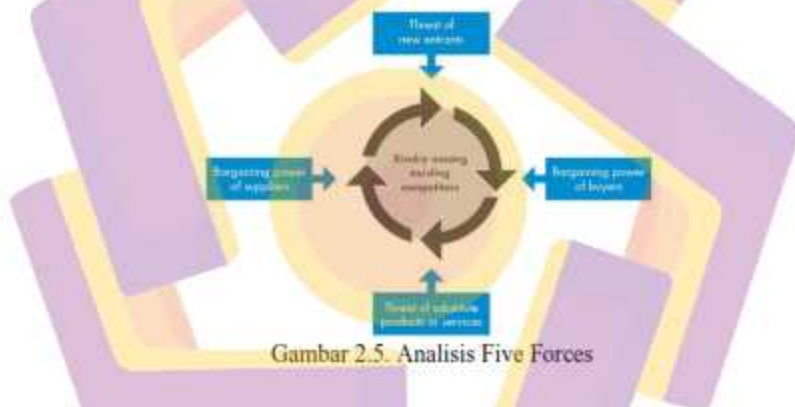 Threat of
new entrants
Bargaining power
of suppliers
Rivalry among
existing
competitors
Bargaining power
of buyers
Threat of substitute
products or services
Gambar 2.5. Analisis Five Forces